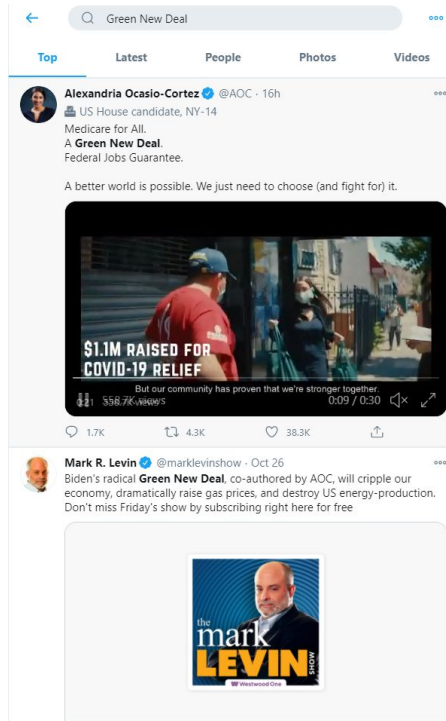 Green New Deal
Top Latest People Photos Videos
Alexandria Ocasio-Cortez @AOC · 16h
US House candidate, NY-14
Medicare for All.
A Green New Deal.
Federal Jobs Guarantee.
A better world is possible. We just need to choose (and fight for) it.
$1.1M RAISED FOR
COVID-19 RELIEF
But our community has proven that we're stronger together.
0:21 558.7K views 0:09 / 0:30
1.7K 4.3K 38.3K
Mark R. Levin @marklevinshow · Oct 26
Biden's radical Green New Deal, co-authored by AOC, will cripple our
economy, dramatically raise gas prices, and destroy US energy-production.
Don't miss Friday's show by subscribing right here for free
the
mark
LEVIN
SHOW
Westwood One